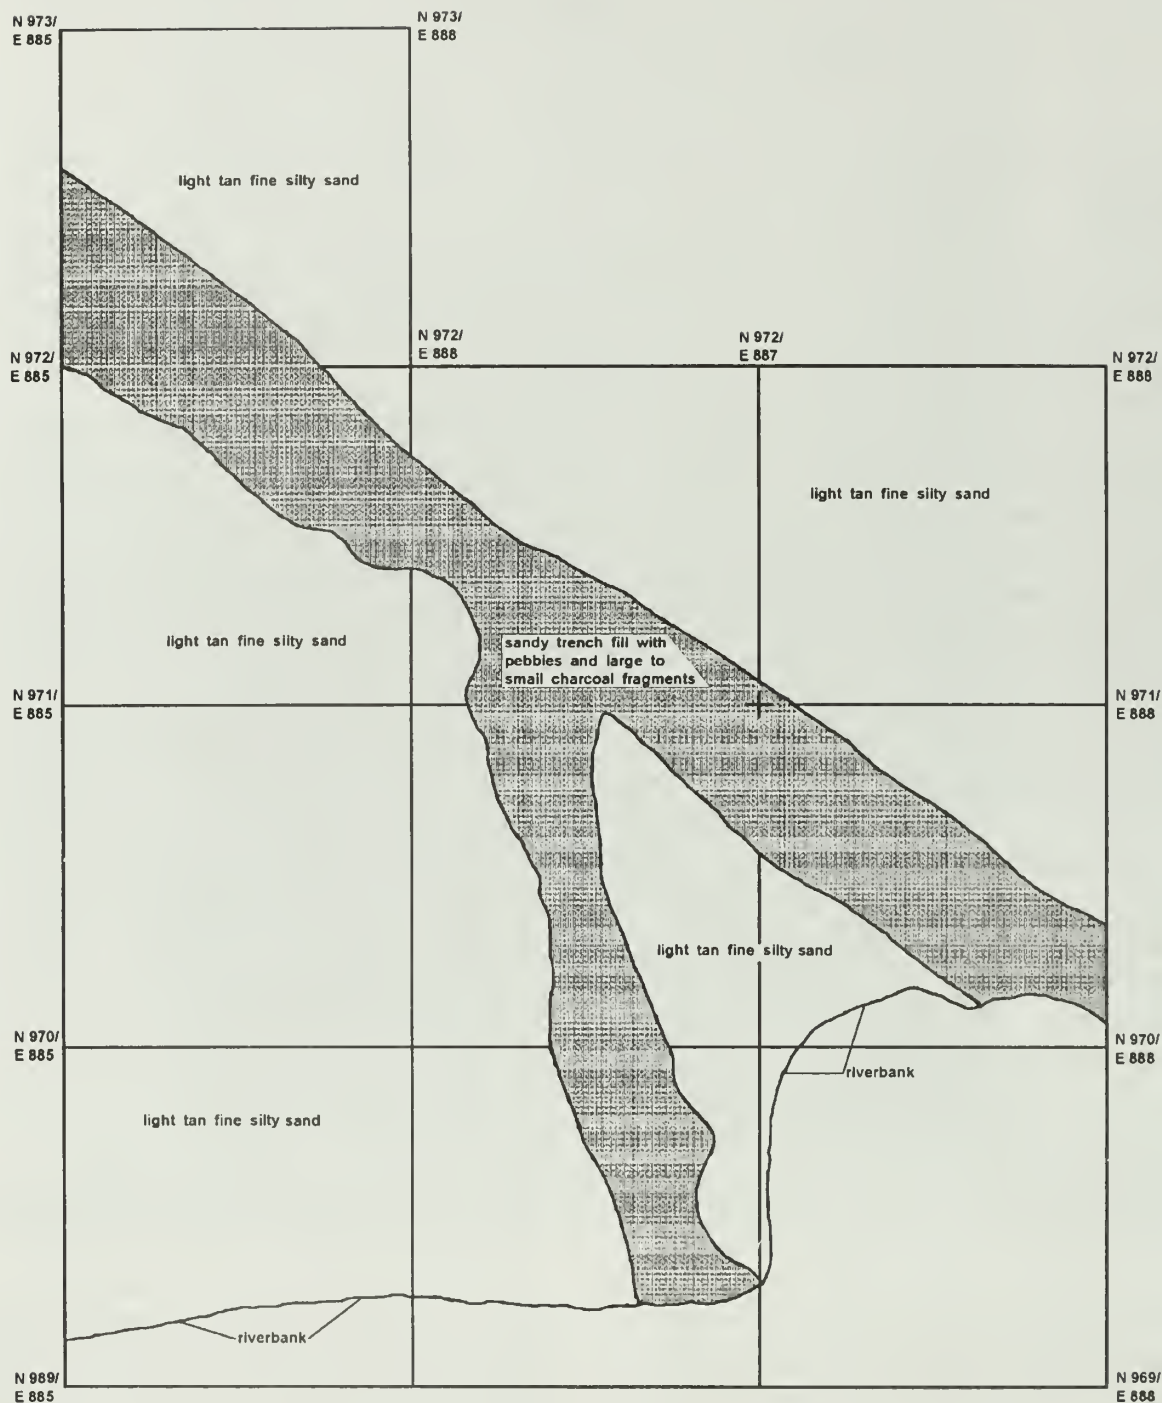 N 973/
E 885
N 973/
E 888
light tan fine silty sand
N 972/
E 885
N 972/
E 888
N 972/
E 887
N 972/
E 888
light tan fine silty sand
light tan fine silty sand
sandy trench fill with
pebbles and large to
small charcoal fragments
N 971/
E 885
N 971/
E 888
light tan fine silty sand
N 970/
E 885
N 970/
E 888
riverbank
light tan fine silty sand
riverbank
N 989/
E 885
N 969/
E 888